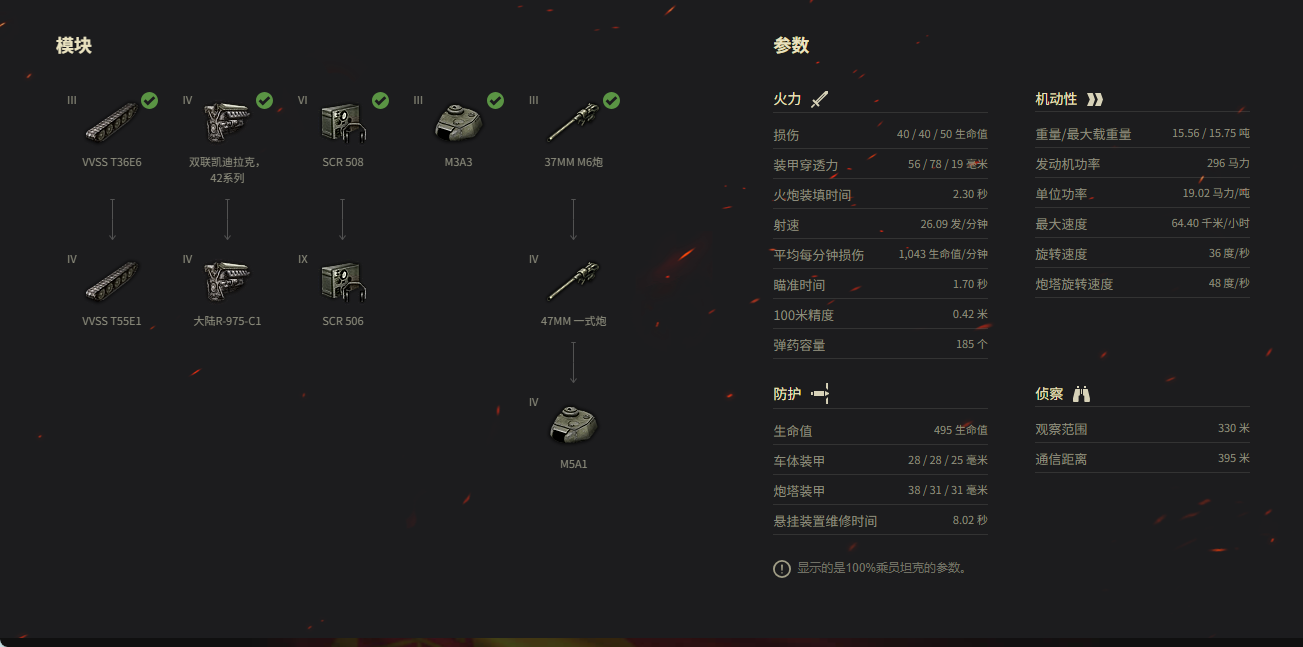 模块
III
IV
VI
III
III
VVSS T36E6
双联凯迪拉克，
42系列
SCR 508
M3A3
37MM M6炮
IV
IV
IX
IV
VVSS T55E1
大陆R-975-C1
SCR 506
47MM 一式炮
IV
M5A1
参数
火力
损伤 40 / 40 / 50 生命值
装甲穿透力 56 / 78 / 19 毫米
火炮装填时间 2.30 秒
射速 26.09 发/分钟
平均每分钟损伤 1,043 生命值/分钟
瞄准时间 1.70 秒
100米精度 0.42 米
弹药容量 185 个
机动性
重量/最大载重量 15.56 / 15.75 吨
发动机功率 296 马力
单位功率 19.02 马力/吨
最大速度 64.40 千米/小时
旋转速度 36 度/秒
炮塔旋转速度 48 度/秒
防护
生命值 495 生命值
车体装甲 28 / 28 / 25 毫米
炮塔装甲 38 / 31 / 31 毫米
悬挂装置维修时间 8.02 秒
侦察
观察范围 330 米
通信距离 395 米
显示的是100%乘员坦克的参数。